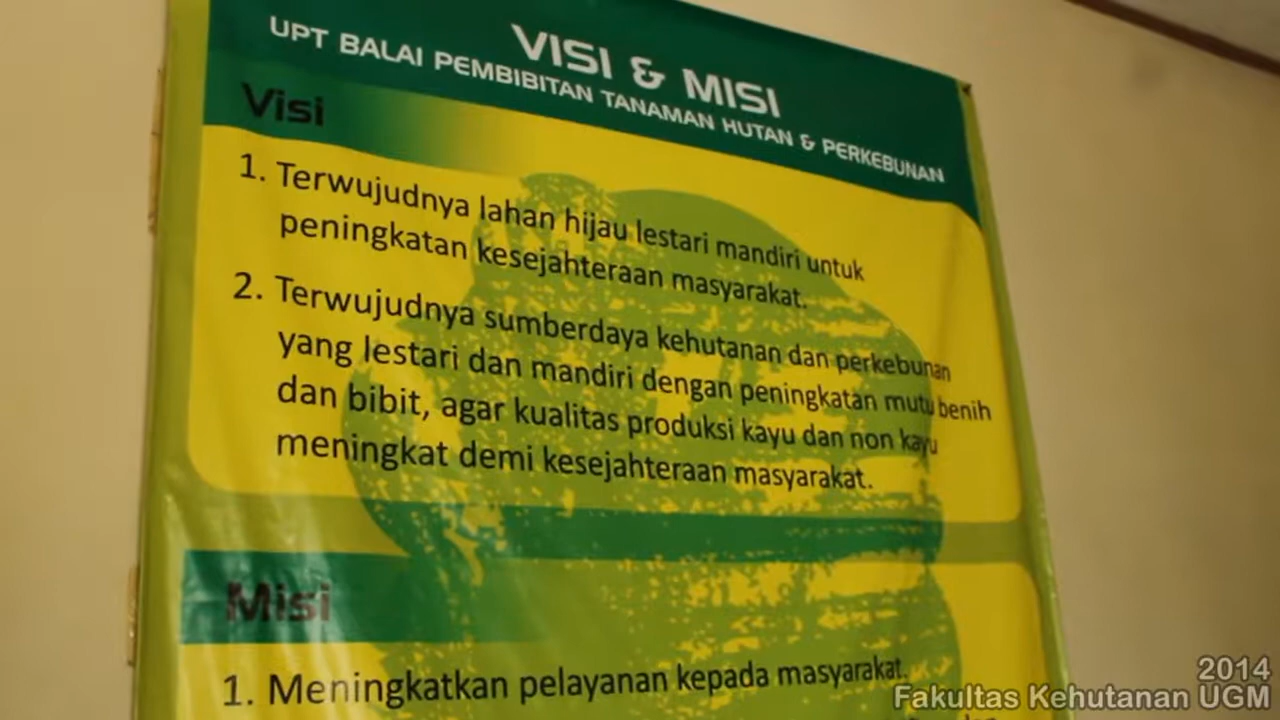 VISI & MISI
UPT BALAI PEMBIBITAN TANAMAN HUTAN & PERKEBUNAN
Visi
1. Terwujudnya lahan hijau lestari mandiri untuk
peningkatan kesejahteraan masyarakat.
2. Terwujudnya sumberdaya kehutanan dan perkebunan
yang lestari dan mandiri dengan peningkatan mutu benih
dan bibit, agar kualitas produksi kayu dan non kayu
meningkat demi kesejahteraan masyarakat.
Misi
1. Meningkatkan pelayanan kepada masyarakat.
2014
Fakultas Kehutanan UGM